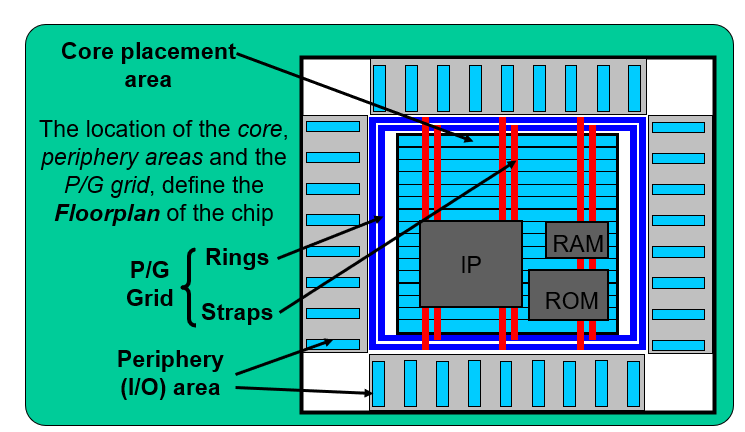 Core placement
area
The location of the core,
periphery areas and the
P/G grid, define the
Floorplan of the chip
P/G
Grid
Rings
Straps
Periphery
(I/O) area
IP
RAM
ROM